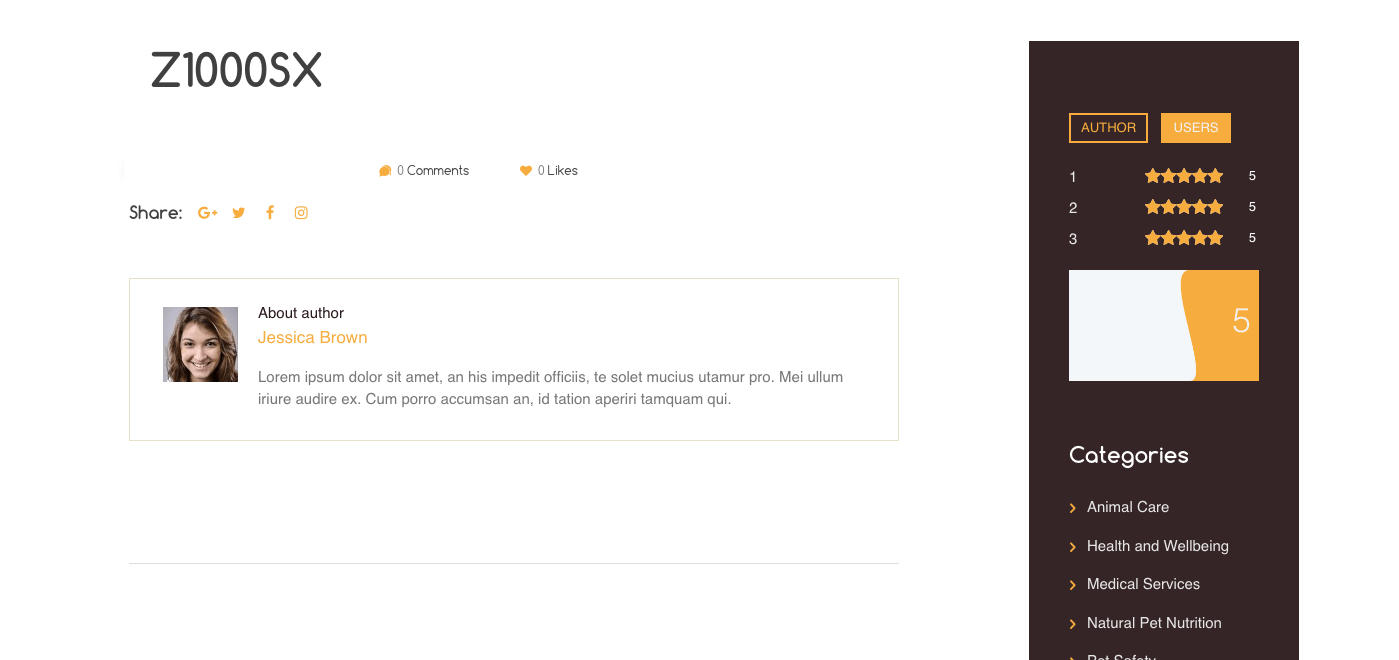 Z1000SX
0 Comments 0 Likes
Share:
About author
Jessica Brown
Lorem ipsum dolor sit amet, an his impedit officiis, te solet mucius utamur pro. Mei ullum
iriure audire ex. Cum porro accumsan an, id tation aperiri tamquam qui.
AUTHOR USERS
1 5
2 5
3 5
5
Categories
Animal Care
Health and Wellbeing
Medical Services
Natural Pet Nutrition
Pet Safety